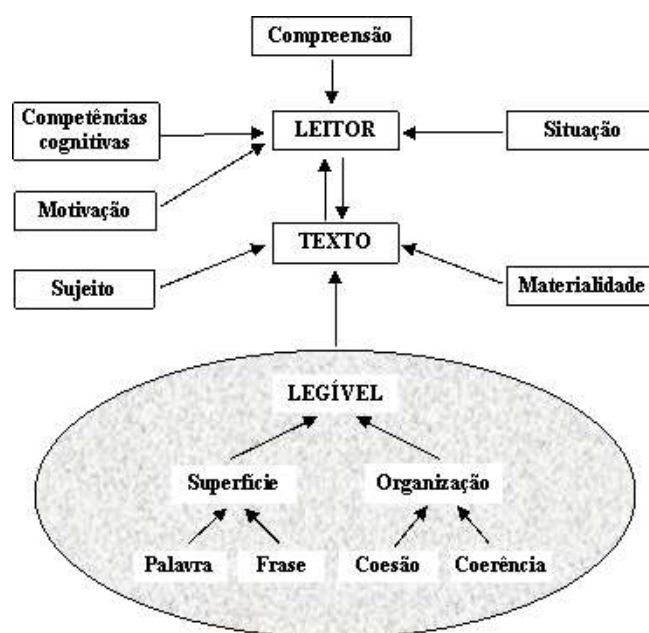 Compreensão
Competências
cognitivas
LEITOR
Situação
Motivação
TEXTO
Sujeito
Materialidade
LEGÍVEL
Superfície
Organização
Palavra
Frase
Coesão
Coerência